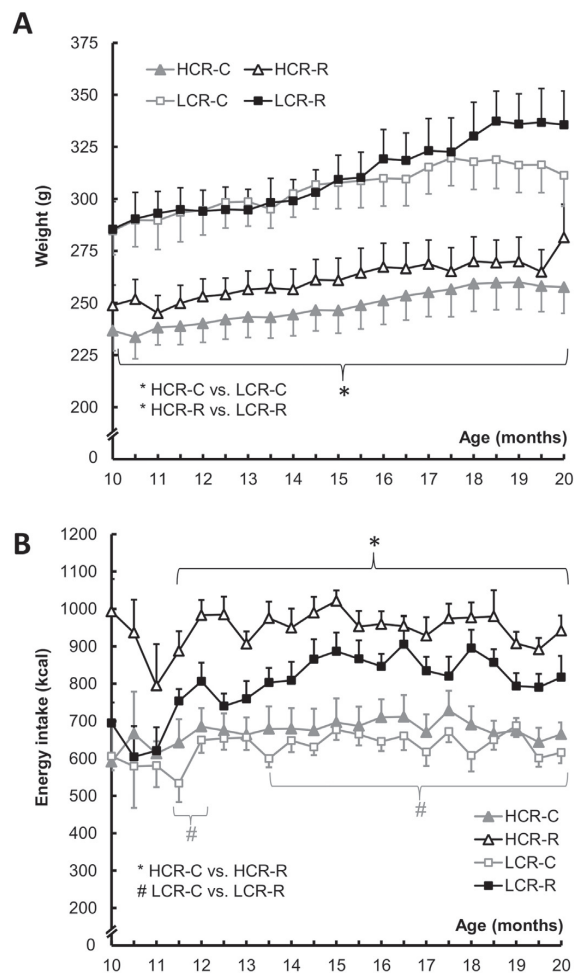 A
375
350
325
300
275
250
225
200
0
Weight (g)
HCR-C HCR-R
LCR-C LCR-R
* HCR-C vs. LCR-C
* HCR-R vs. LCR-R
*
Age (months)
10 11 12 13 14 15 16 17 18 19 20
B
1200
1100
1000
900
800
700
600
500
400
300
200
0
Energy intake (kcal)
*
#
#
HCR-C
HCR-R
LCR-C
LCR-R
* HCR-C vs. HCR-R
# LCR-C vs. LCR-R
Age (months)
10 11 12 13 14 15 16 17 18 19 20